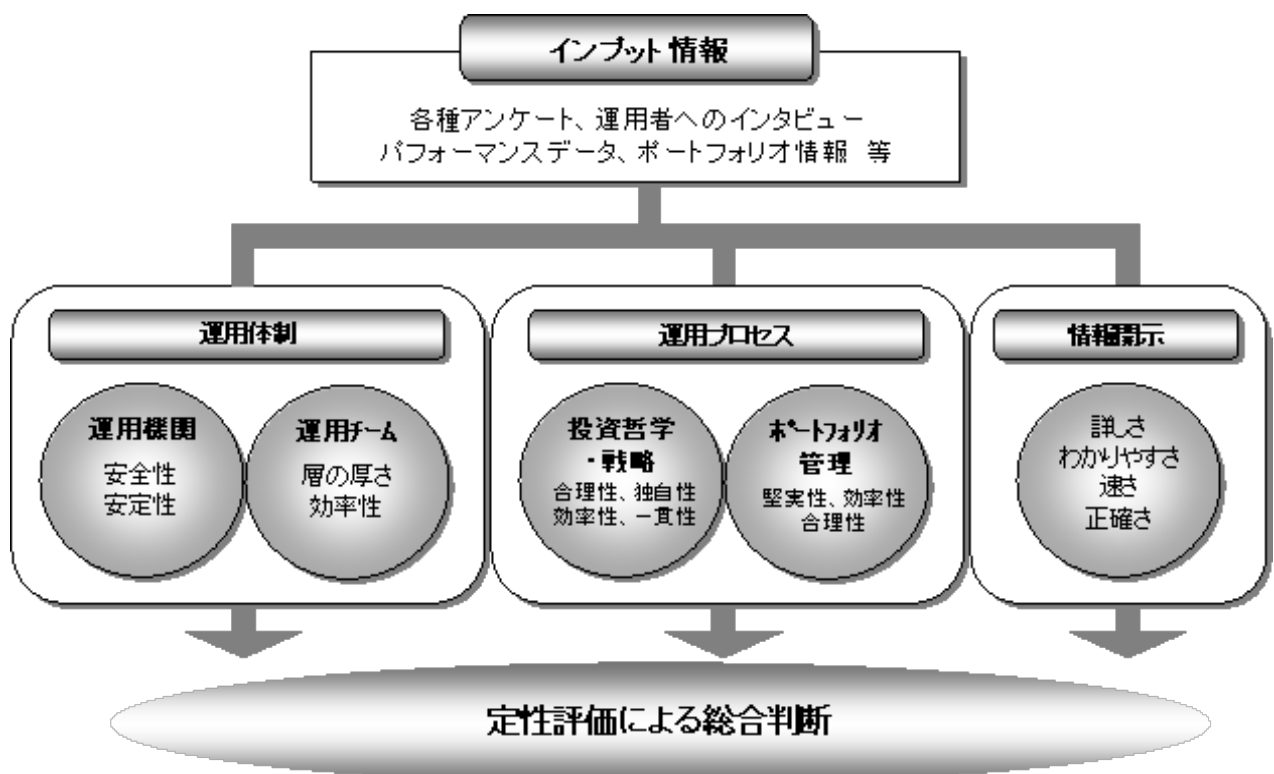 インプット情報
各種アンケート、運用者へのインタビュー
パフォーマンスデータ、ポートフォリオ情報 等
運用体制
運用機関
安全性
安定性
運用チーム
層の厚さ
効率性
運用プロセス
投資哲学
・戦略
合理性、独自性
効率性、一貫性
ポートフォリオ
管理
堅実性、効率性
合理性
情報開示
詳しさ
わかりやすさ
速さ
正確さ
定性評価による総合判断